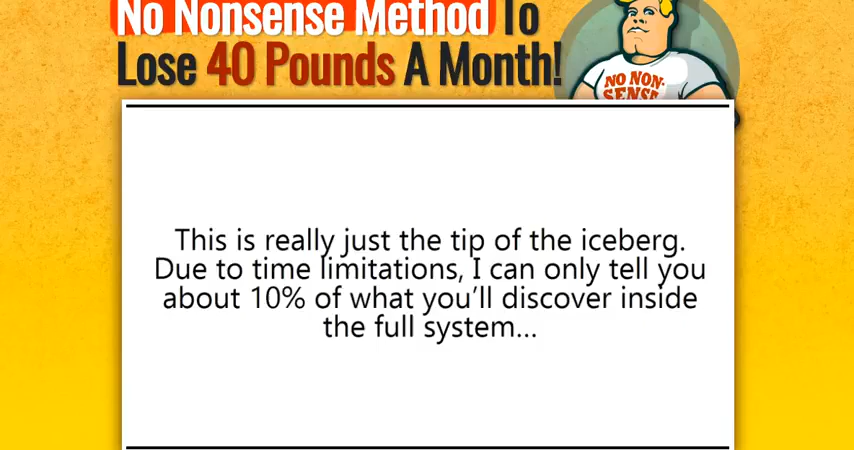 No Nonsense Method To
Lose 40 Pounds A Month!
NO NON-
SENSE
This is really just the tip of the iceberg.
Due to time limitations, I can only tell you
about 10% of what you'll discover inside
the full system...